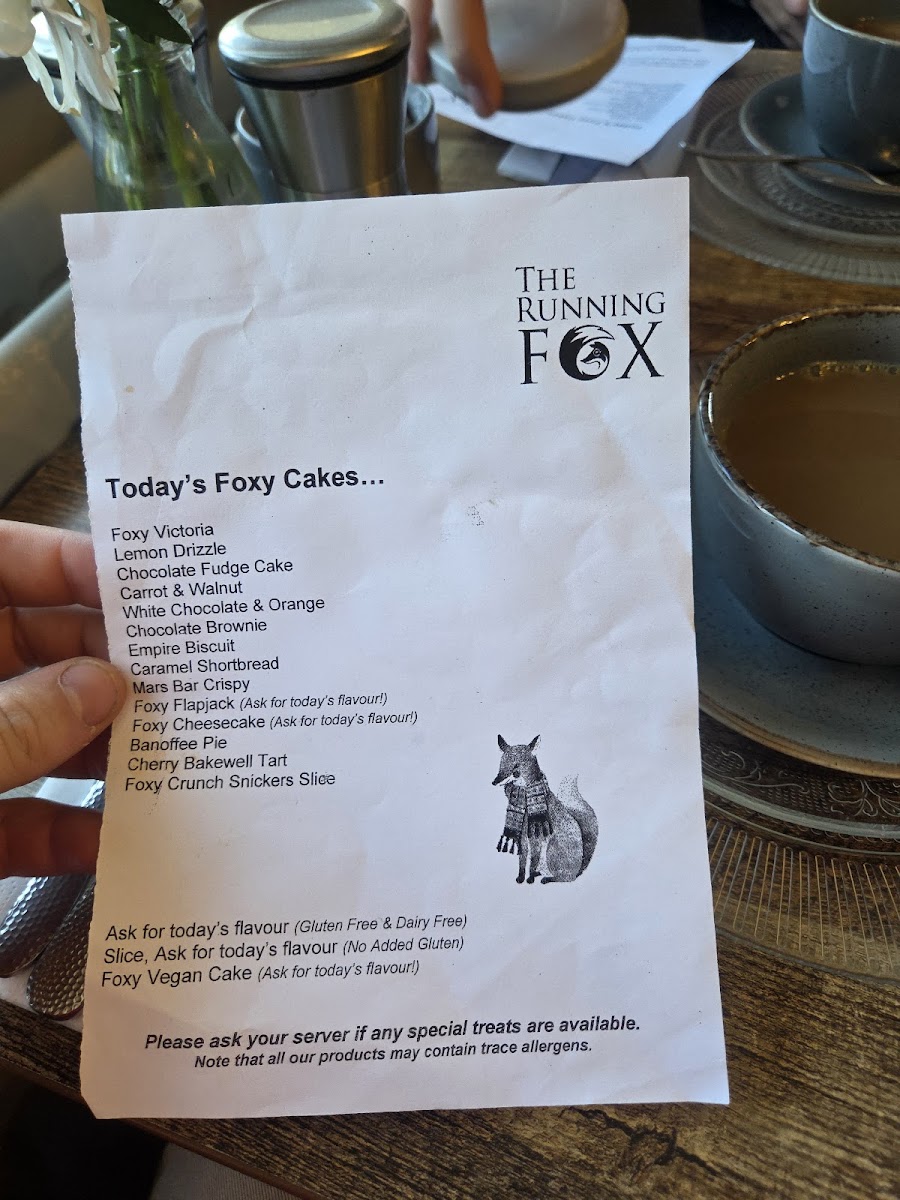 THE
RUNNING
FOX
Today's Foxy Cakes...
Foxy Victoria
Lemon Drizzle
Chocolate Fudge Cake
Carrot & Walnut
White Chocolate & Orange
Chocolate Brownie
Empire Biscuit
Caramel Shortbread
Mars Bar Crispy
Foxy Flapjack (Ask for today's flavour!)
Foxy Cheesecake (Ask for today's flavour!)
Banoffee Pie
Cherry Bakewell Tart
Foxy Crunch Snickers Slice
Ask for today's flavour (Gluten Free & Dairy Free)
Slice, Ask for today's flavour (No Added Gluten)
Foxy Vegan Cake (Ask for today's flavour!)
Please ask your server if any special treats are available.
Note that all our products may contain trace allergens.